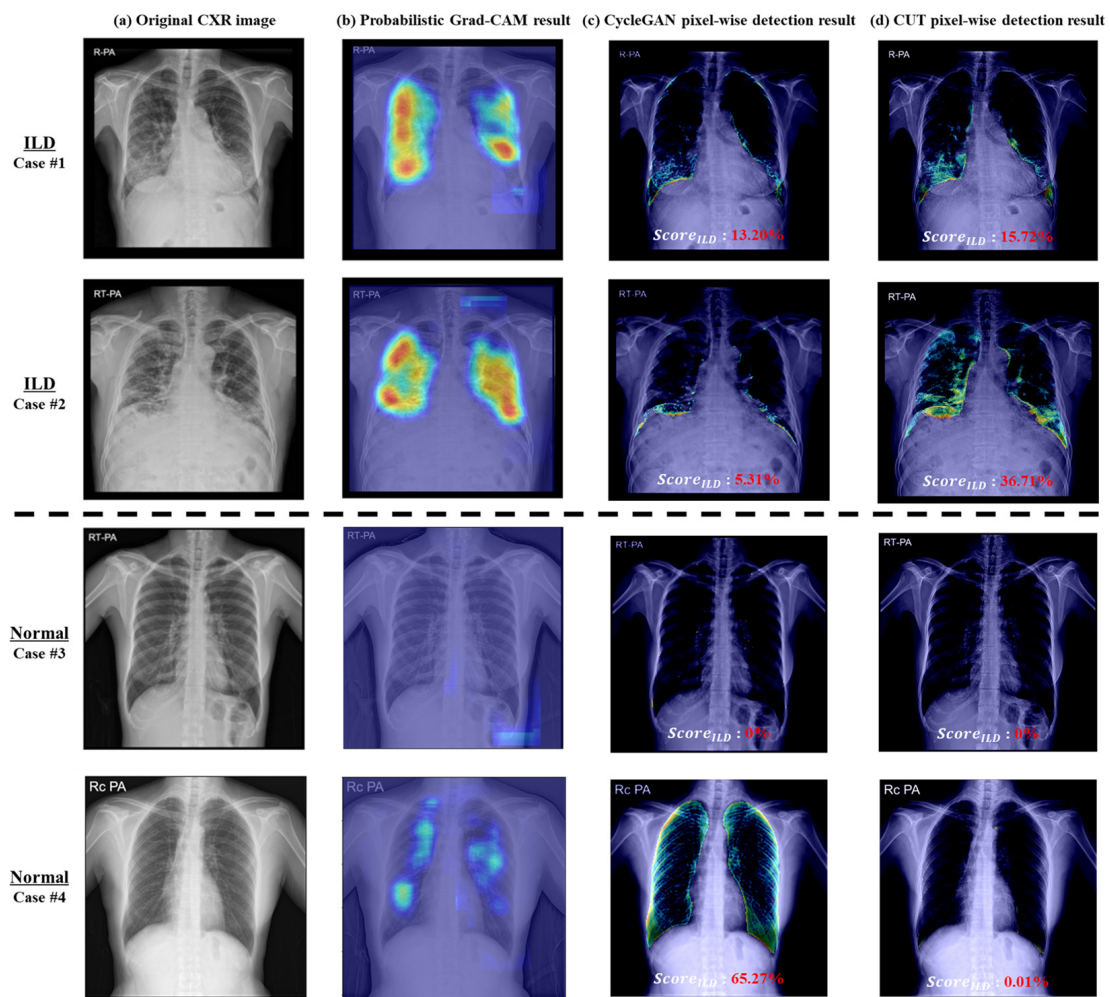 (a) Original CXR image
(b) Probabilistic Grad-CAM result
(c) CycleGAN pixel-wise detection result
(d) CUT pixel-wise detection result
ILD
Case #1
R-PA
R-PA
R-PA
R-PA
Score_ILD : 13.20%
Score_ILD : 15.72%
ILD
Case #2
RT-PA
RT-PA
RT-PA
RT-PA
Score_ILD : 5.31%
Score_ILD : 36.71%
Normal
Case #3
RT-PA
RT-PA
RT-PA
RT-PA
Score_ILD : 0%
Score_ILD : 0%
Normal
Case #4
Rc PA
Rc PA
Rc PA
Rc PA
Score_ILD : 65.27%
Score_ILD : 0.01%